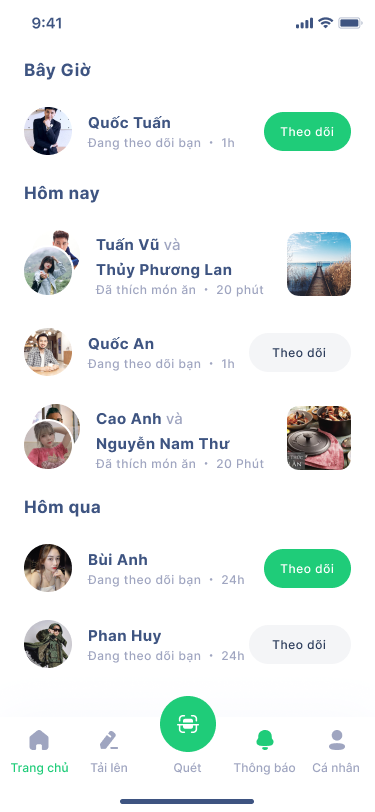 9:41
Bây Giờ
Quốc Tuấn
Đang theo dõi bạn • 1h
Theo dõi
Hôm nay
Tuấn Vũ và
Thủy Phương Lan
Đã thích món ăn • 20 phút
Quốc An
Đang theo dõi bạn • 1h
Theo dõi
Cao Anh và
Nguyễn Nam Thư
Đã thích món ăn • 20 Phút
Hôm qua
Bùi Anh
Đang theo dõi bạn • 24h
Theo dõi
Phan Huy
Đang theo dõi bạn • 24h
Theo dõi
Trang chủ
Tải lên
Quét
Thông báo
Cá nhân